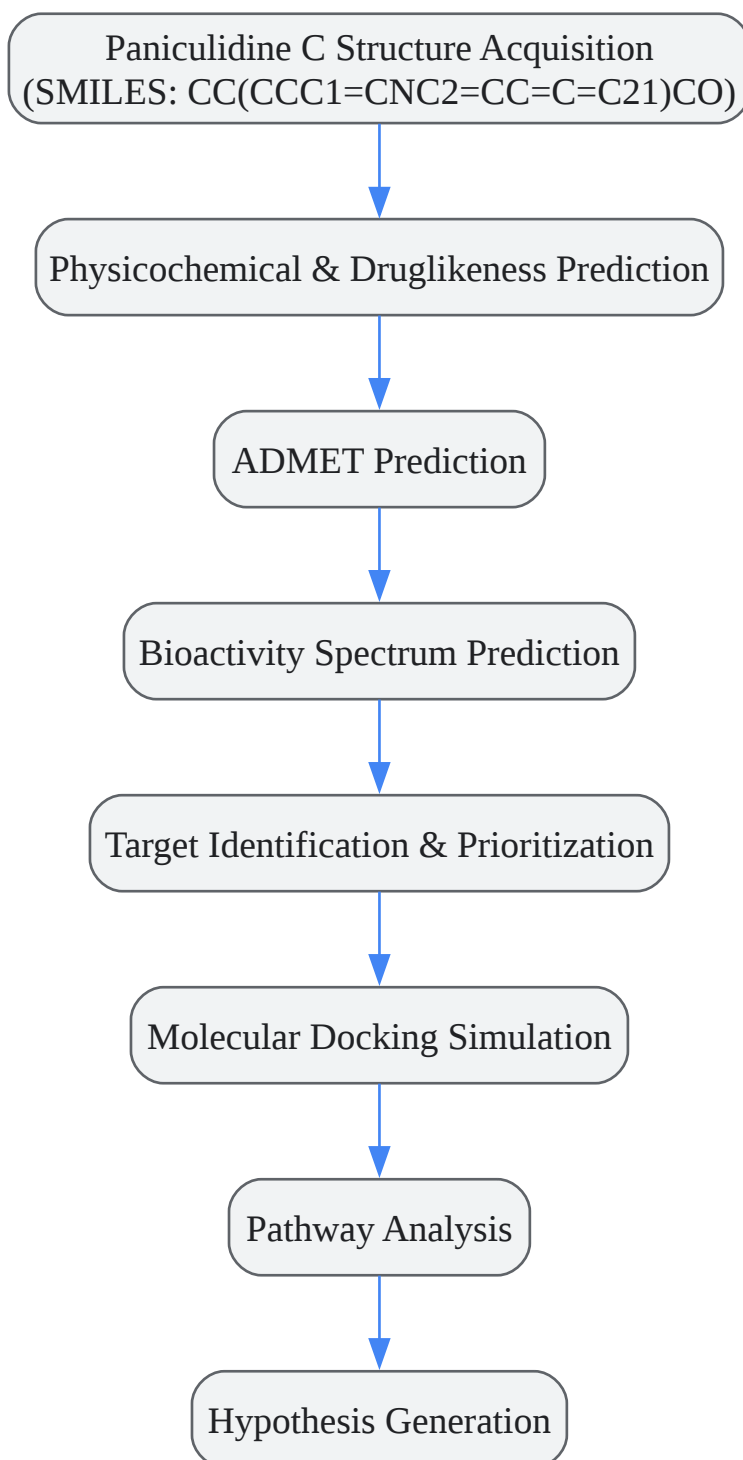 Paniculidine C Structure Acquisition
(SMILES: CC(CCC1=CNC2=CC=C=C21)CO)
Physicochemical & Druglikeness Prediction
ADMET Prediction
Bioactivity Spectrum Prediction
Target Identification & Prioritization
Molecular Docking Simulation
Pathway Analysis
Hypothesis Generation